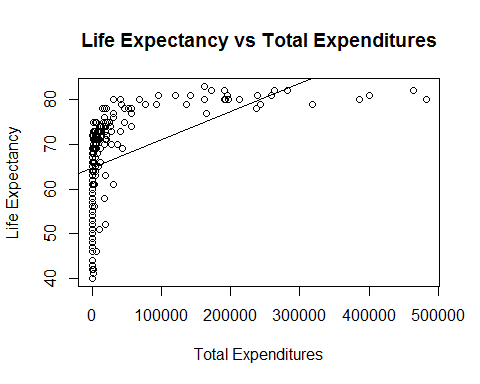 Life Expectancy vs Total Expenditures
Life Expectancy
80
70
60
50
40
0 100000 200000 300000 400000 500000
Total Expenditures